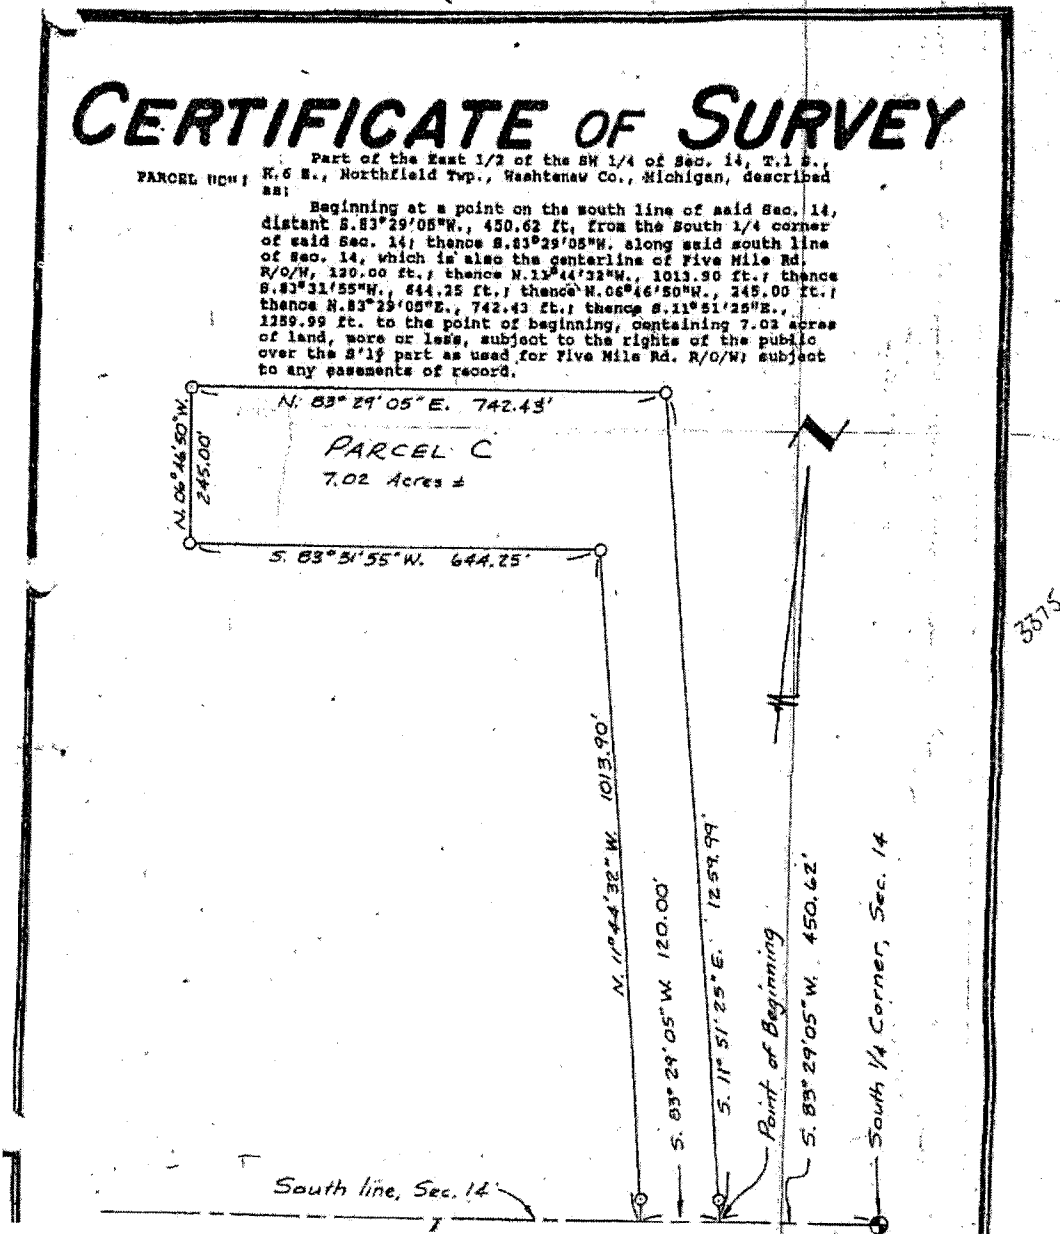 CERTIFICATE OF SURVEY
Part of the East 1/2 of the SW 1/4 of Sec. 14, T.1 S.,
PARCEL "C": R.6 E., Northfield Twp., Washtenaw Co., Michigan, described
as:
Beginning at a point on the south line of said Sec. 14,
distant S.83°29'05"W., 450.62 ft. from the South 1/4 corner
of said Sec. 14; thence S.83°29'05"W. along said south line
of Sec. 14, which is also the centerline of Five Mile Rd.
R/O/W, 120.00 ft.; thence N.11°44'32"W., 1013.90 ft.; thence
S.83°31'55"W., 644.25 ft.; thence N.06°46'50"W., 245.00 ft.;
thence N.83°29'05"E., 742.43 ft.; thence S.11°51'25"E.,
1259.99 ft. to the point of beginning, containing 7.02 acres
of land, more or less, subject to the rights of the public
over the S'ly part as used for Five Mile Rd. R/O/W; subject
to any easements of record.
N. 83° 29' 05" E. 742.43'
N. 06° 46' 50" W.
245.00'
PARCEL C
7.02 Acres ±
S. 83° 31' 55" W. 644.25'
N
3375
N. 11° 44' 32" W. 1013.90'
S. 83° 29' 05" W. 120.00'
S. 11° 51' 25" E. 1259.99'
Point of Beginning
S. 83° 29' 05" W. 450.62'
South 1/4 Corner, Sec. 14
South line, Sec. 14